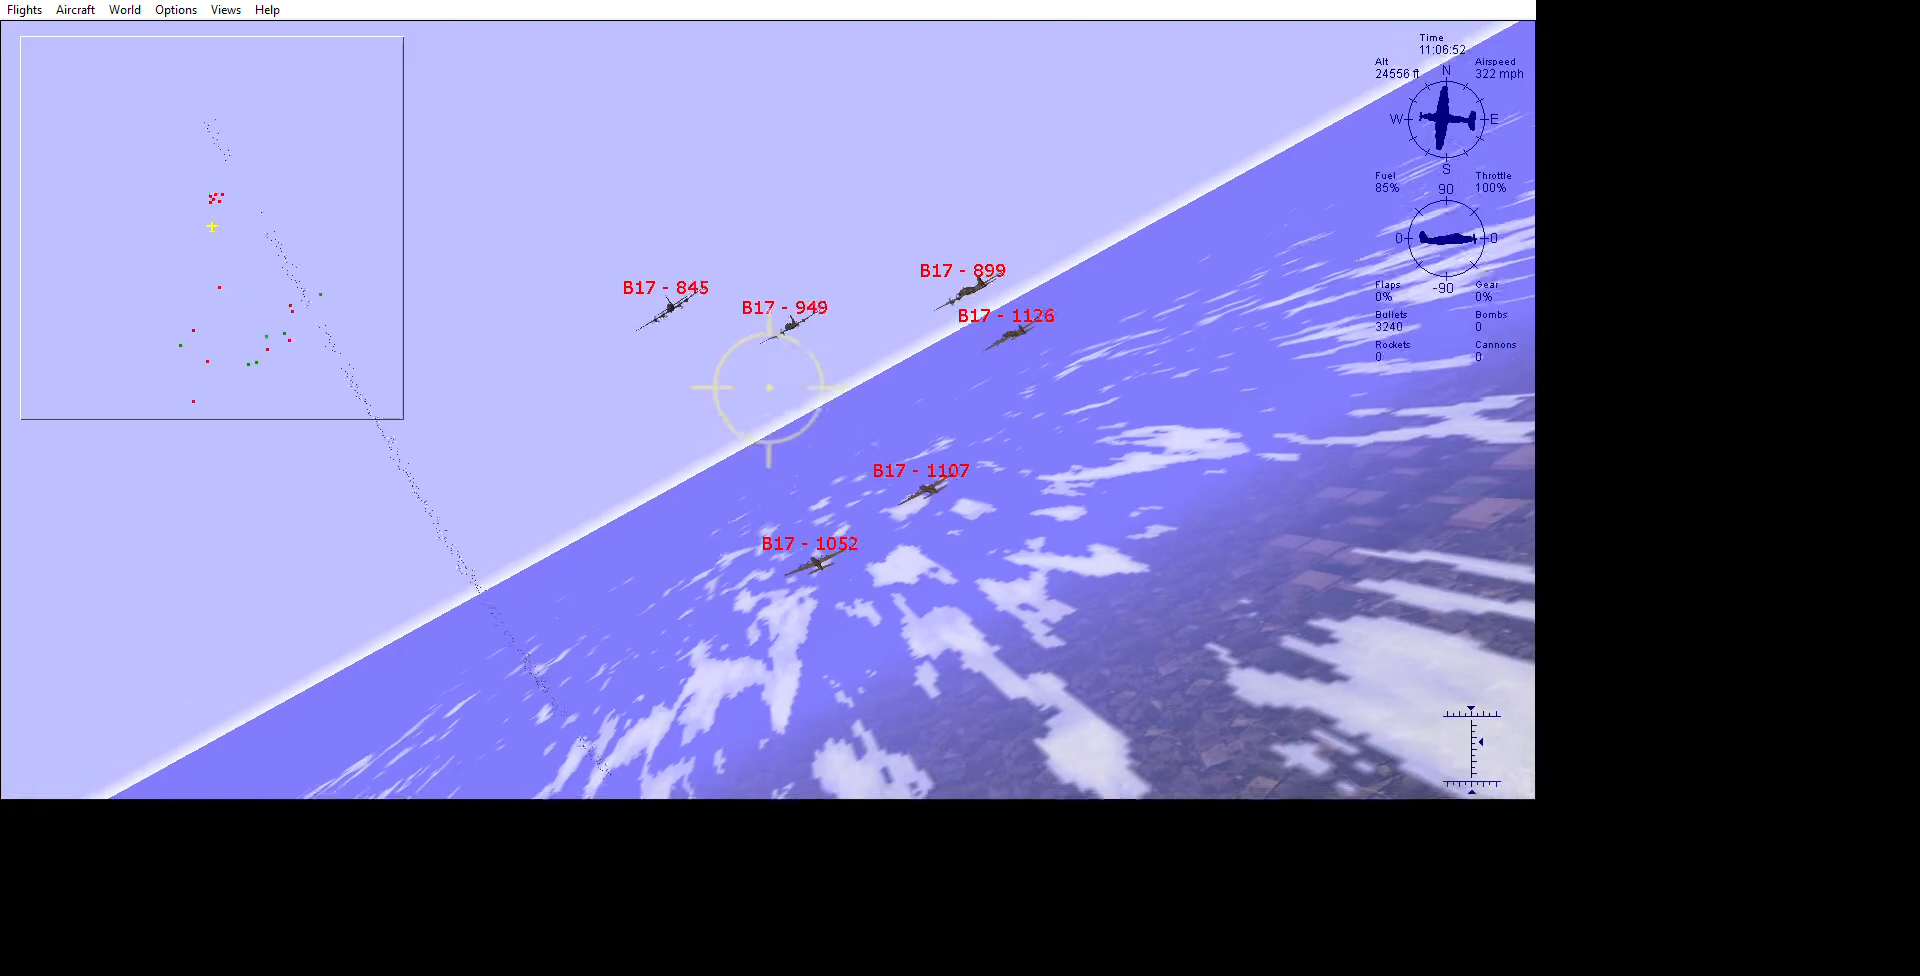 Flights Aircraft World Options Views Help
Time
11:06:52
Alt
24556 ft
Airspeed
322 mph
N
W
E
S
Fuel
85%
Throttle
100%
90
0
0
-90
Flaps
0%
Gear
0%
Bullets
3240
Bombs
0
Rockets
0
Cannons
0
B17 - 899
B17 - 845
B17 - 949
B17 - 1126
B17 - 1107
B17 - 1052